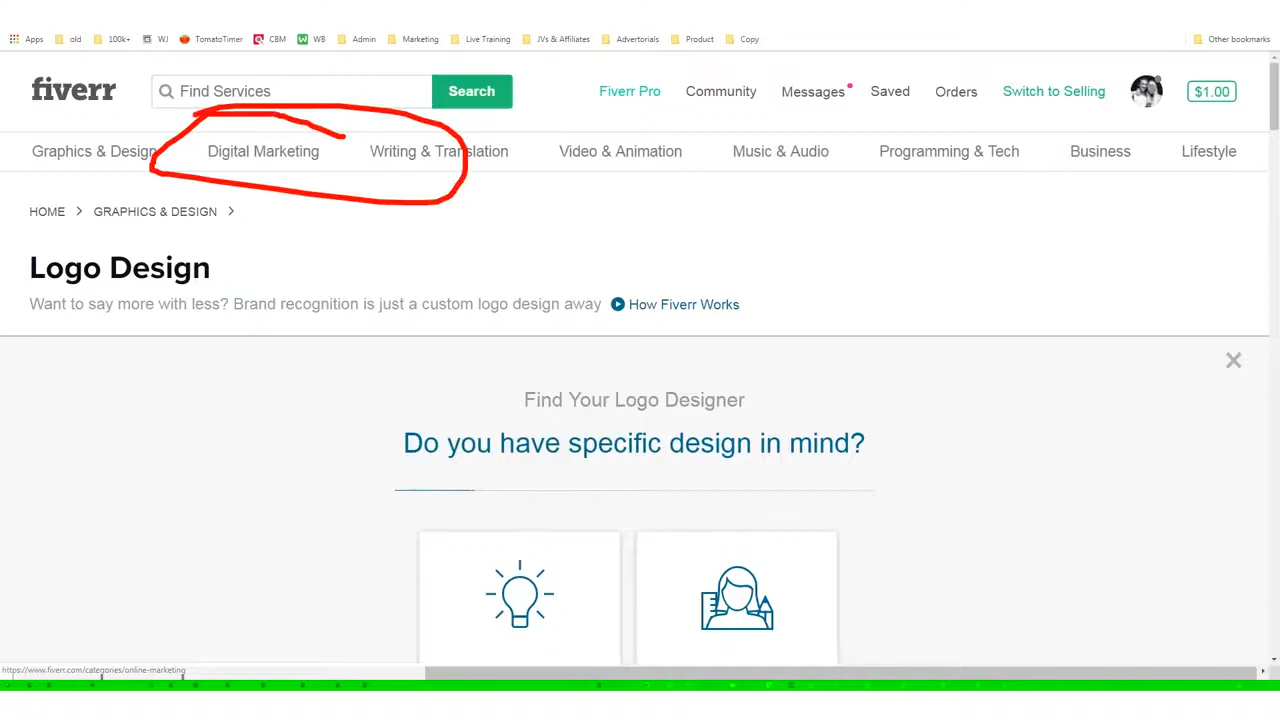 Apps old 100k+ WJ TomatoTimer CBM WB Admin Marketing Live Training JVs & Affiliates Advertorials Product Copy Other bookmarks
fiverr Find Services Search Fiverr Pro Community Messages Saved Orders Switch to Selling $1.00
Graphics & Design Digital Marketing Writing & Translation Video & Animation Music & Audio Programming & Tech Business Lifestyle
HOME > GRAPHICS & DESIGN >
Logo Design
Want to say more with less? Brand recognition is just a custom logo design away How Fiverr Works
Find Your Logo Designer
Do you have specific design in mind?
https://www.fiverr.com/categories/online-marketing